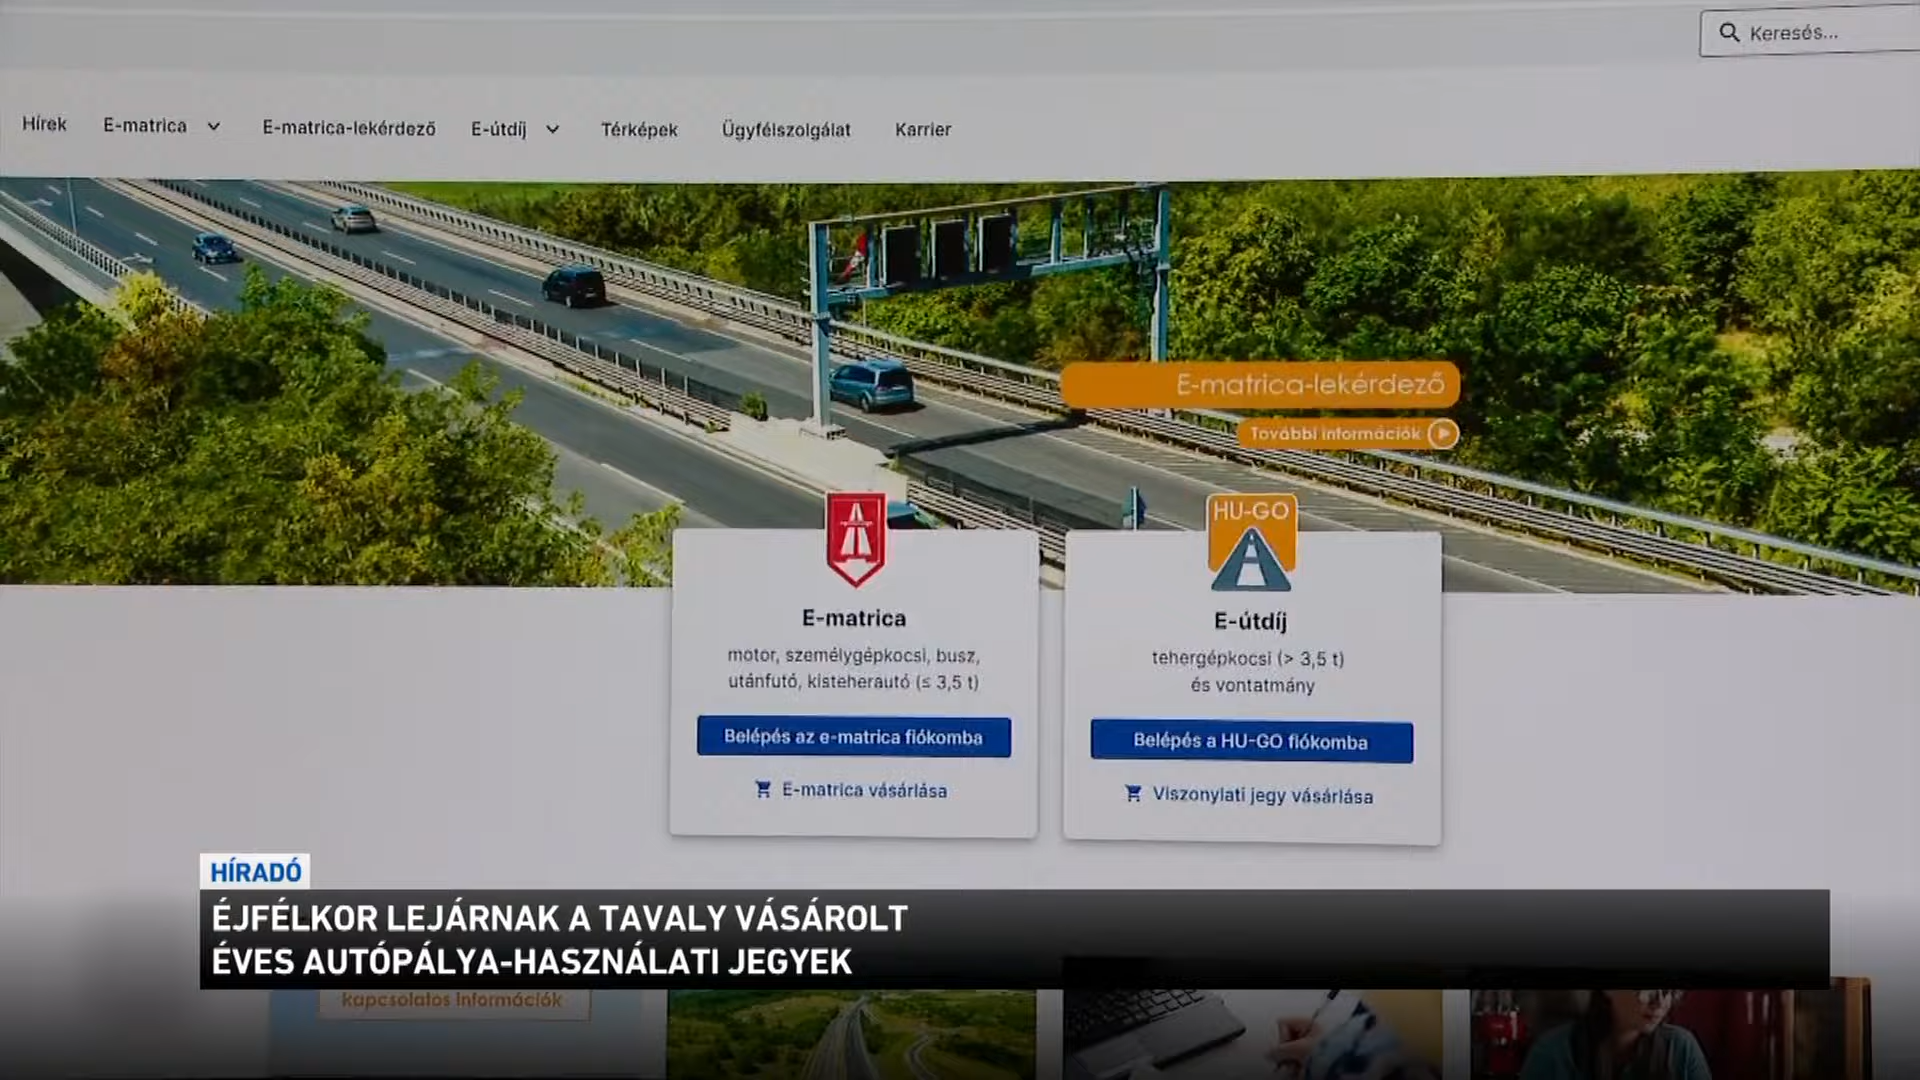 Keresés...
Hírek E-matrica E-matrica-lekérdező E-útdíj Térképek Ügyfélszolgálat Karrier
E-matrica-lekérdező
További információk
HU-GO
E-matrica
motor, személygépkocsi, busz,
utánfutó, kisteherautó (≤ 3,5 t)
Belépés az e-matrica fiókomba
E-matrica vásárlása
E-útdíj
tehergépkocsi (> 3,5 t)
és vontatmány
Belépés a HU-GO fiókomba
Viszonylati jegy vásárlása
HÍRADÓ
ÉJFÉLKOR LEJÁRNAK A TAVALY VÁSÁROLT
ÉVES AUTÓPÁLYA-HASZNÁLATI JEGYEK
kapcsolatos információk